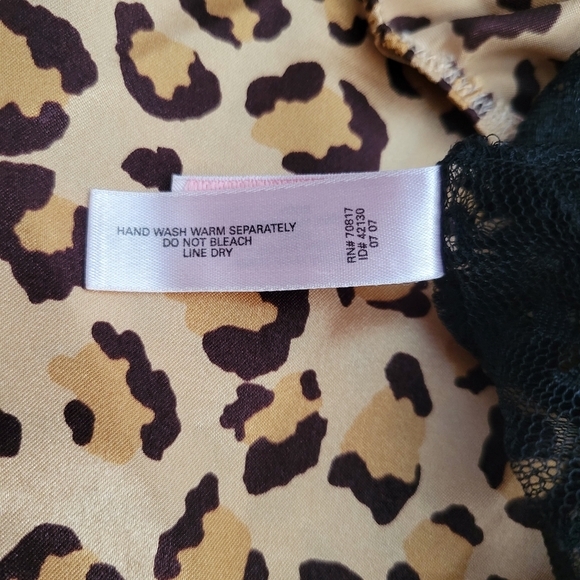 HAND WASH WARM SEPARATELY
DO NOT BLEACH
LINE DRY
RN# 70817
ID# 42130
07 07